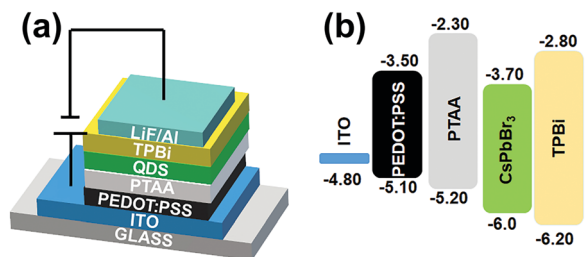 (a)
LiF/Al
TPBi
QDS
PTAA
PEDOT:PSS
ITO
GLASS
(b)
ITO
-4.80
-3.50
PEDOT:PSS
-5.10
-2.30
PTAA
-5.20
-3.70
CsPbBr₃
-6.0
-2.80
TPBi
-6.20